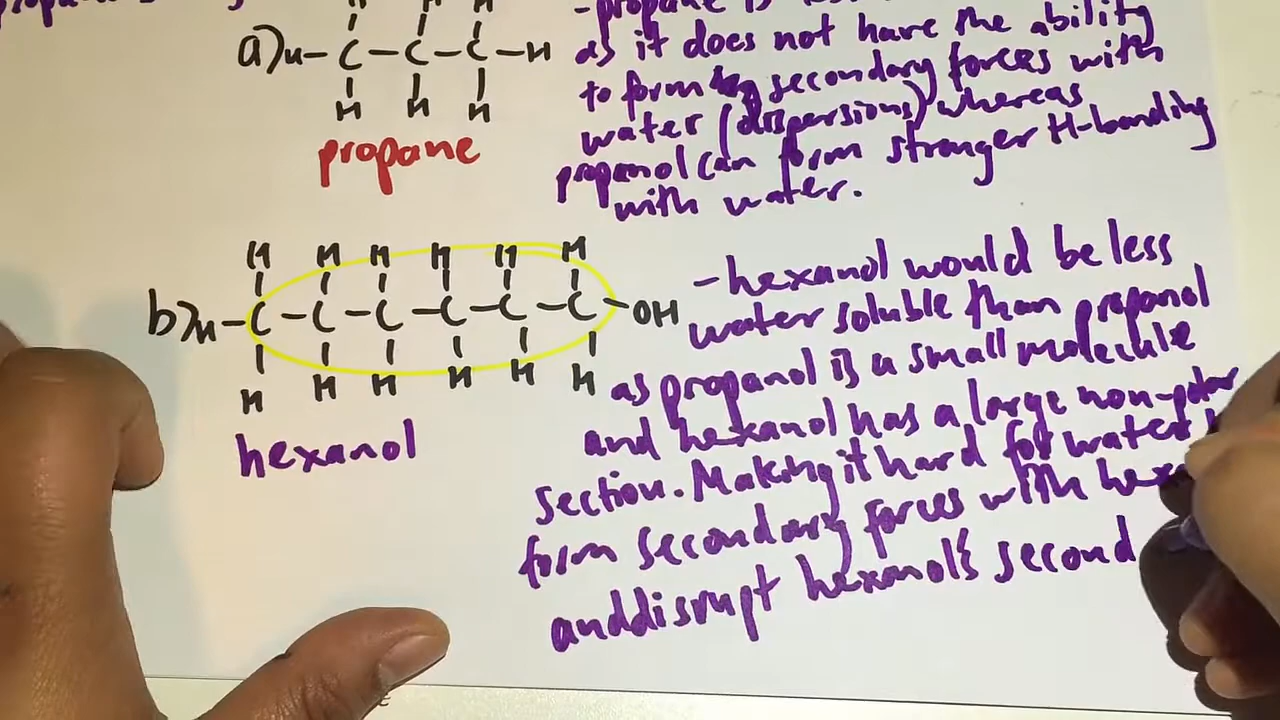 - propane is less
as it does not have the ability
to form secondary forces with
water (dispersions) whereas
propanol can form stronger H-bonding
with water.
H H H
a) H-C-C-C-H
H H H
propane
H H H H H H
b) H-C-C-C-C-C-C-OH
H H H H H H
hexanol
-hexanol would be less
water soluble than propanol
as propanol is a small molecule
and hexanol has a large non-polar
section. Making it hard for water
form secondary forces with hexa
and disrupt hexanol's second